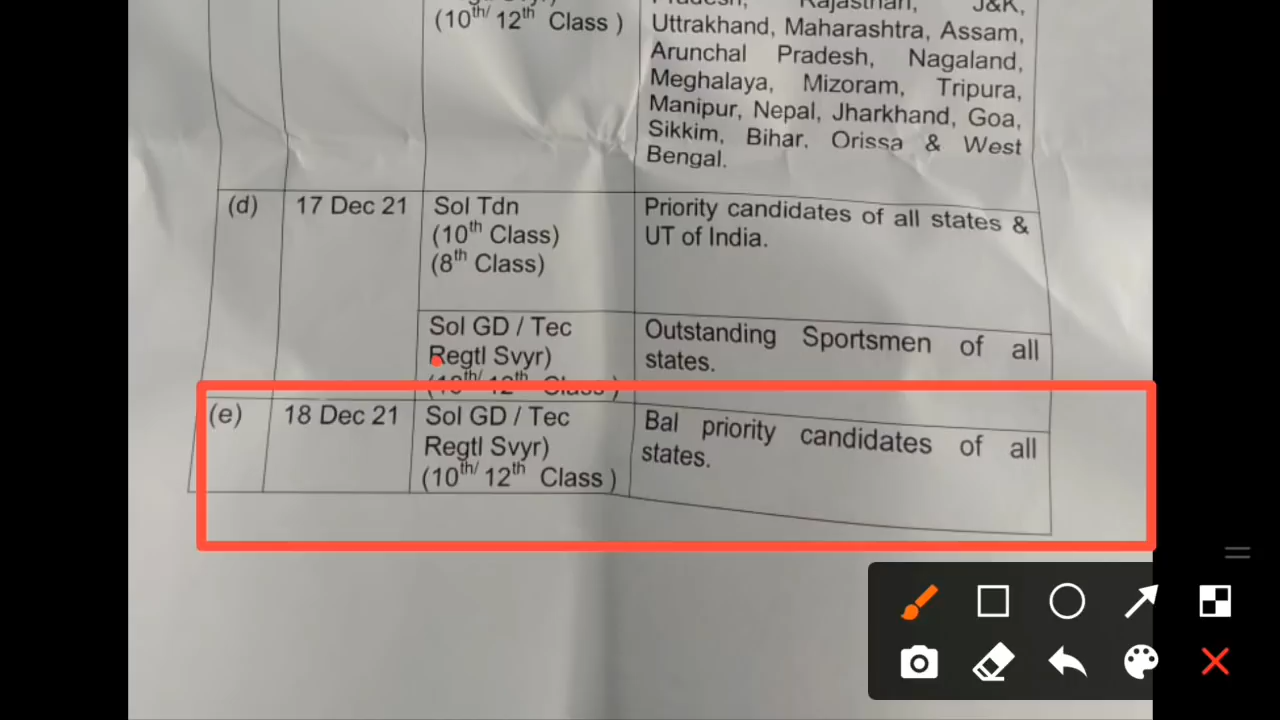 (10th/ 12th Class )
Rajasthan, J&K,
Uttrakhand, Maharashtra, Assam,
Arunchal Pradesh, Nagaland,
Meghalaya, Mizoram, Tripura,
Manipur, Nepal, Jharkhand, Goa,
Sikkim, Bihar. Orissa & West
Bengal.
(d)
17 Dec 21
Sol Tdn
(10th Class)
(8th Class)
Priority candidates of all states &
UT of India.
Sol GD / Tec
Regtl Svyr)
(10th/ 12th Class )
Outstanding Sportsmen of all
states.
(e)
18 Dec 21
Sol GD / Tec
Regtl Svyr)
(10th/ 12th Class )
Bal priority candidates of all
states.